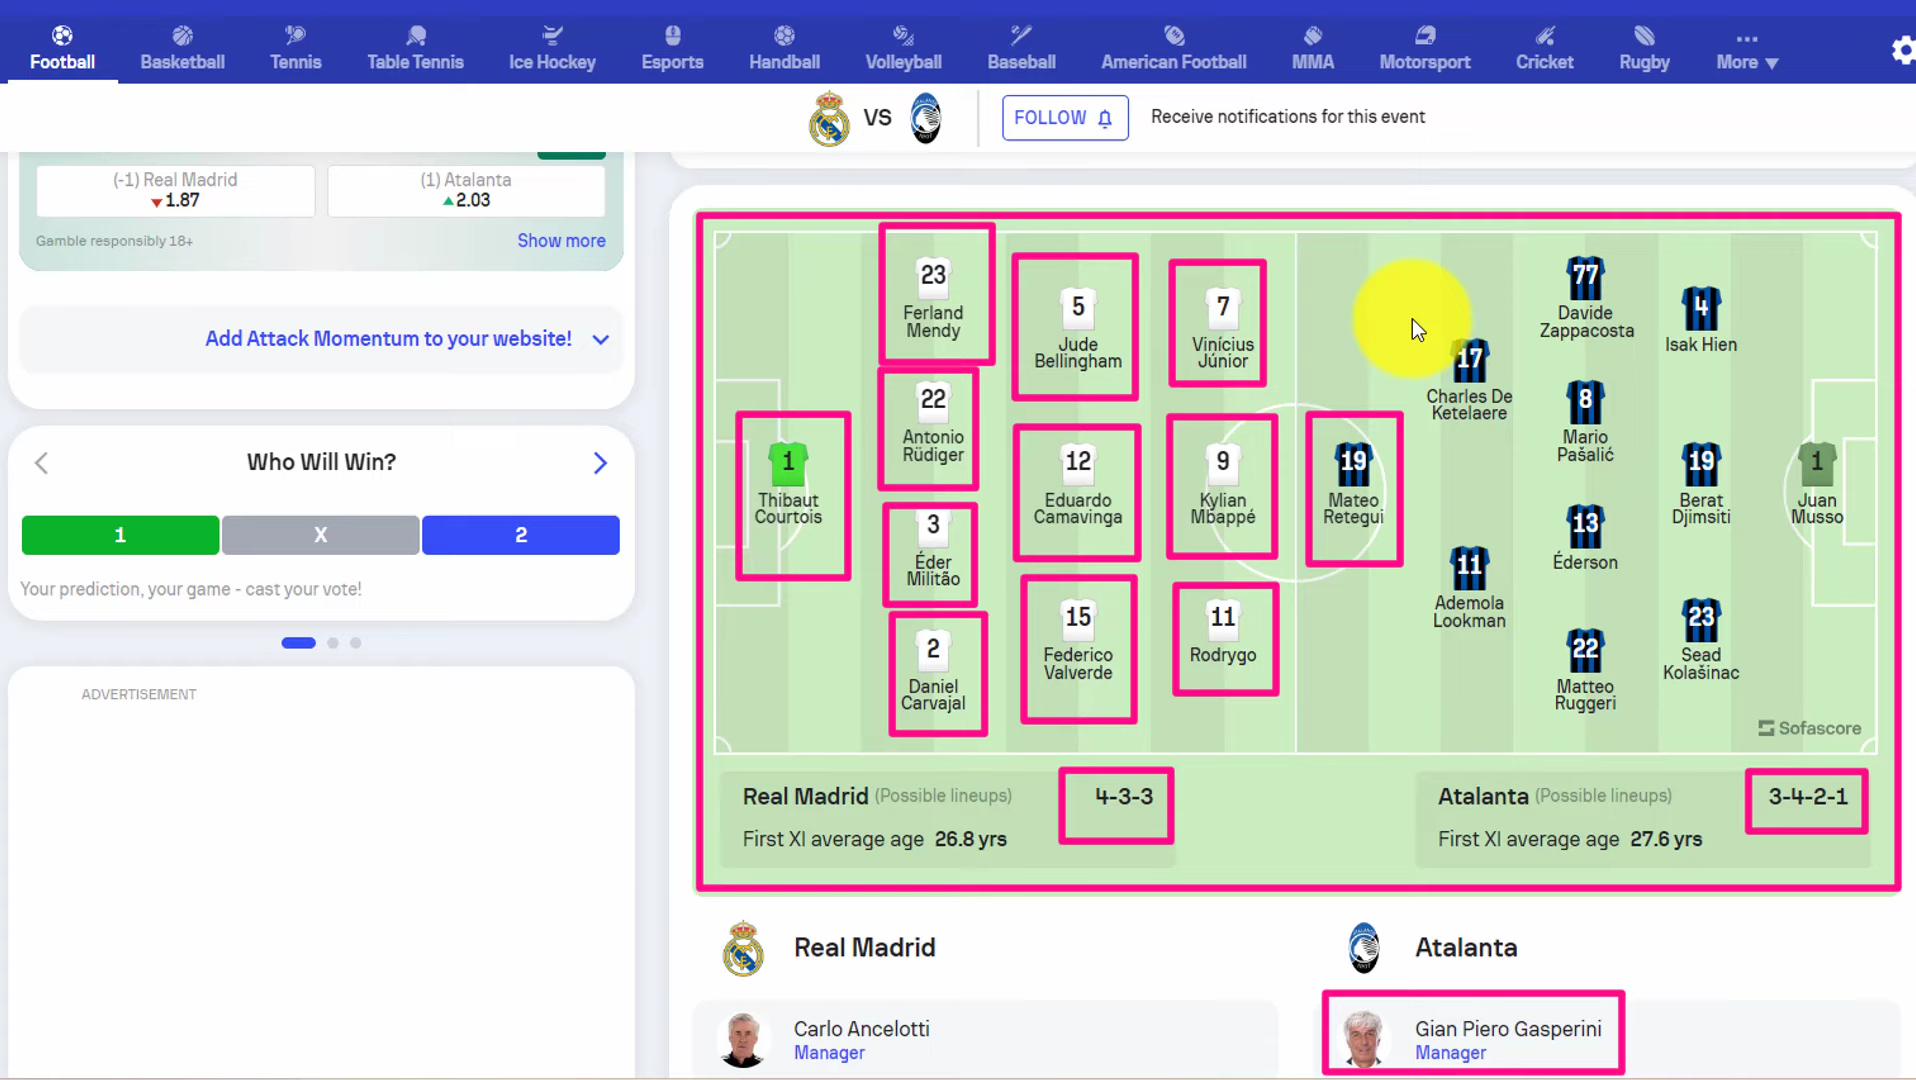 Football
Basketball
Tennis
Table Tennis
Ice Hockey
Esports
Handball
Volleyball
Baseball
American Football
MMA
Motorsport
Cricket
Rugby
More
VS
FOLLOW
Receive notifications for this event
(-1) Real Madrid
1.87
(1) Atalanta
2.03
Gamble responsibly 18+
Show more
Add Attack Momentum to your website!
Who Will Win?
1
X
2
Your prediction, your game - cast your vote!
ADVERTISEMENT
1
Thibaut
Courtois
23
Ferland
Mendy
22
Antonio
Rüdiger
3
Éder
Militão
2
Daniel
Carvajal
5
Jude
Bellingham
12
Eduardo
Camavinga
15
Federico
Valverde
7
Vinícius
Júnior
9
Kylian
Mbappé
11
Rodrygo
19
Mateo
Retegui
17
Charles De
Ketelaere
11
Ademola
Lookman
77
Davide
Zappacosta
8
Mario
Pašalić
13
Éderson
22
Matteo
Ruggeri
4
Isak Hien
19
Berat
Djimsiti
23
Sead
Kolašinac
1
Juan
Musso
Sofascore
Real Madrid (Possible lineups) 4-3-3
First XI average age 26.8 yrs
Atalanta (Possible lineups) 3-4-2-1
First XI average age 27.6 yrs
Real Madrid
Carlo Ancelotti
Manager
Atalanta
Gian Piero Gasperini
Manager